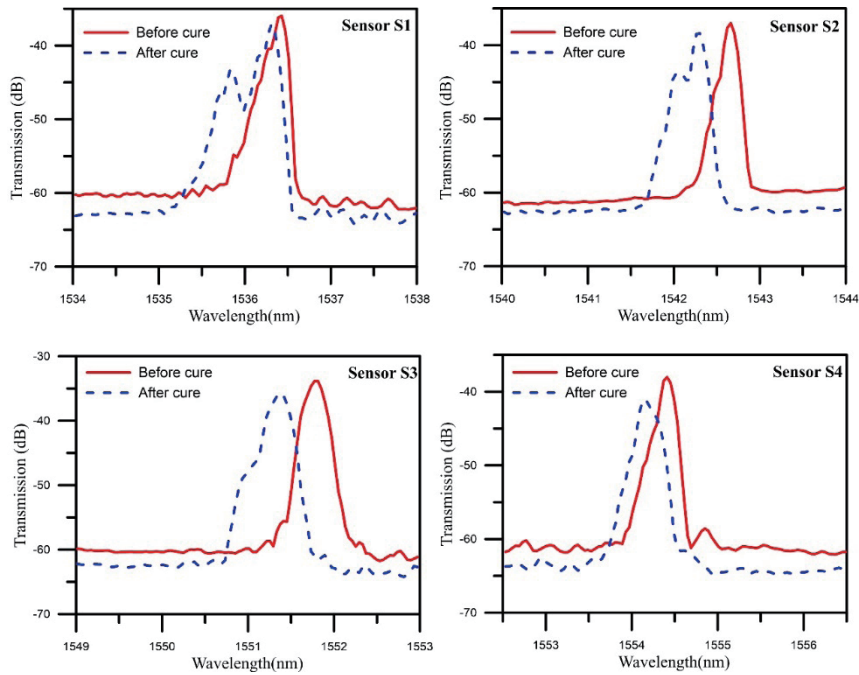 Sensor S1
Before cure
After cure
-40
-50
-60
-70
Transmission (dB)
1534 1535 1536 1537 1538
Wavelength(nm)
Sensor S2
Before cure
After cure
-40
-50
-60
-70
Transmission (dB)
1540 1541 1542 1543 1544
Wavelength(nm)
Sensor S3
Before cure
After cure
-30
-40
-50
-60
-70
Transmission (dB)
1549 1550 1551 1552 1553
Wavelength(nm)
Sensor S4
Before cure
After cure
-40
-50
-60
-70
Transmission (dB)
1553 1554 1555 1556
Wavelength(nm)